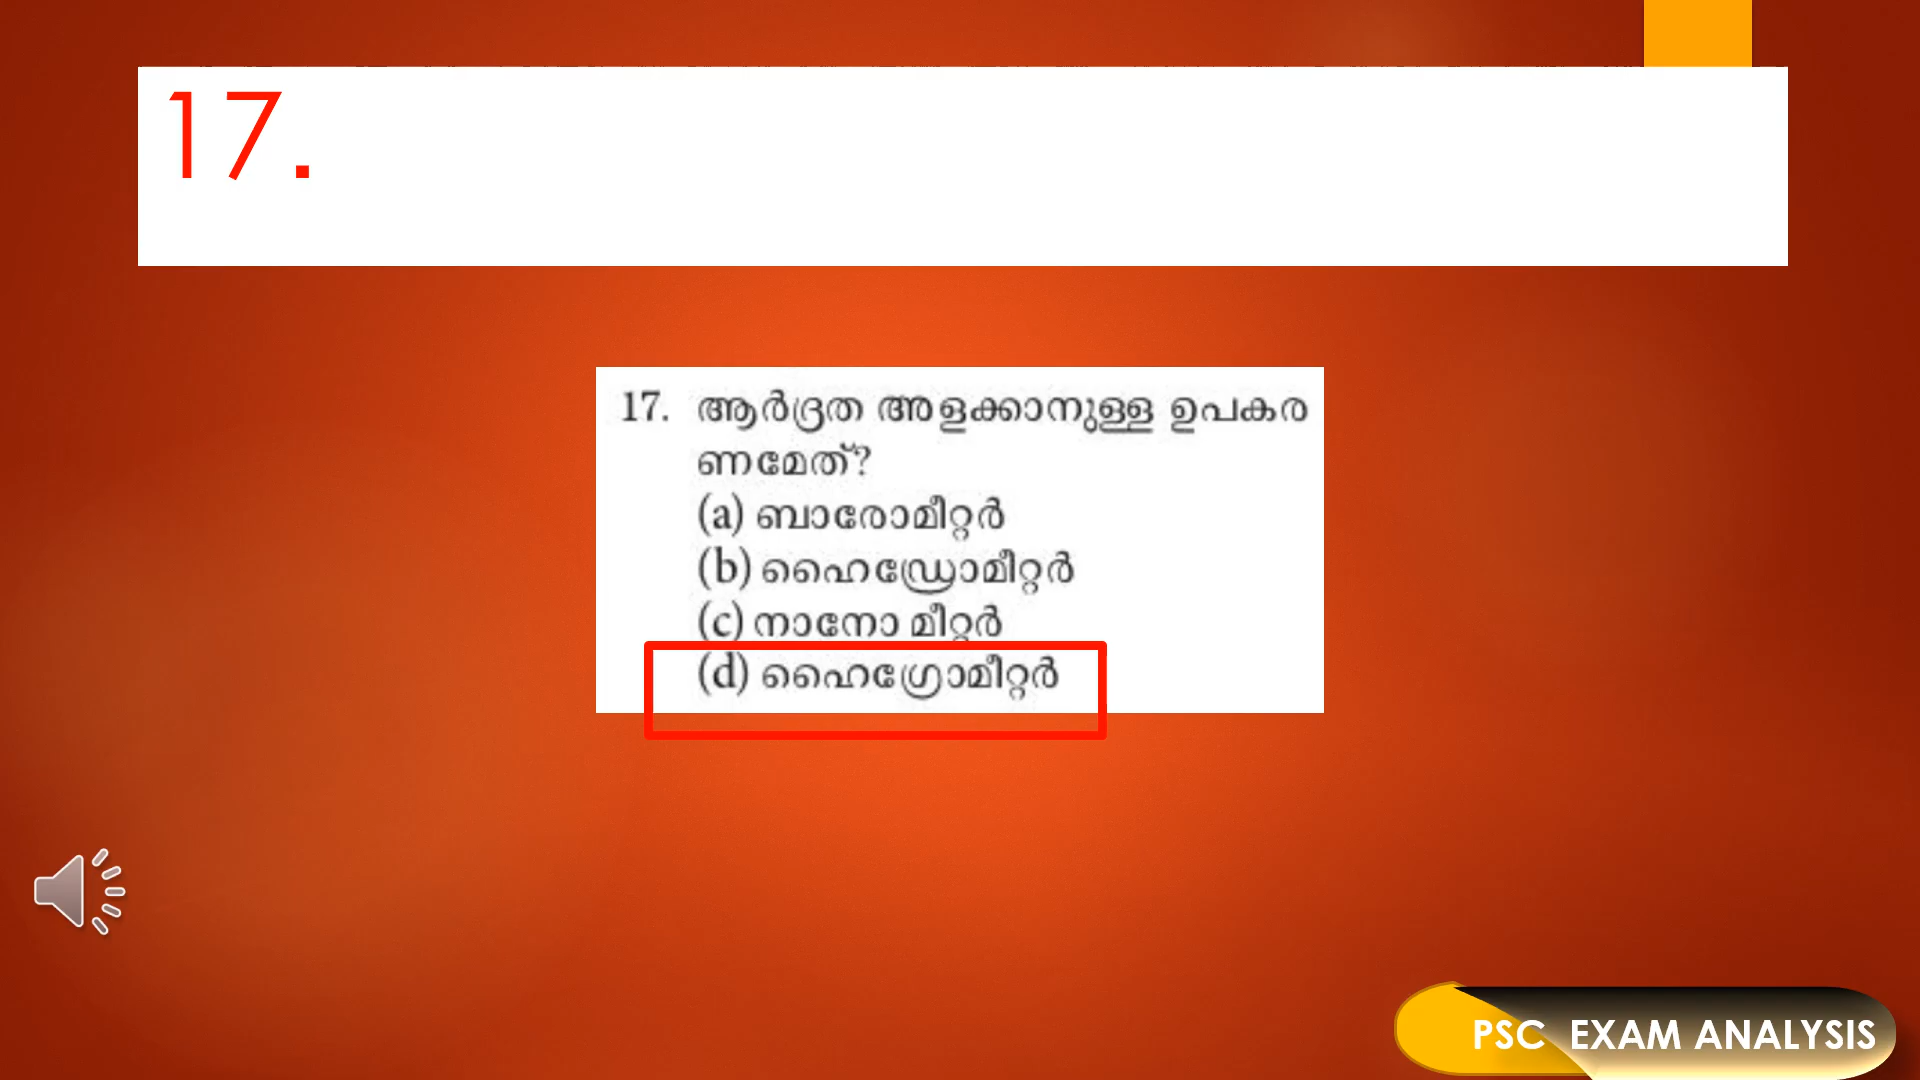 17.
17. ആർദ്രത അളക്കാനുള്ള ഉപകര
ണമേത്?
(a) ബാരോമീറ്റർ
(b) ഹൈഡ്രോമീറ്റർ
(c) നാനോ മീറ്റർ
(d) ഹൈഗ്രോമീറ്റർ
PSC EXAM ANALYSIS